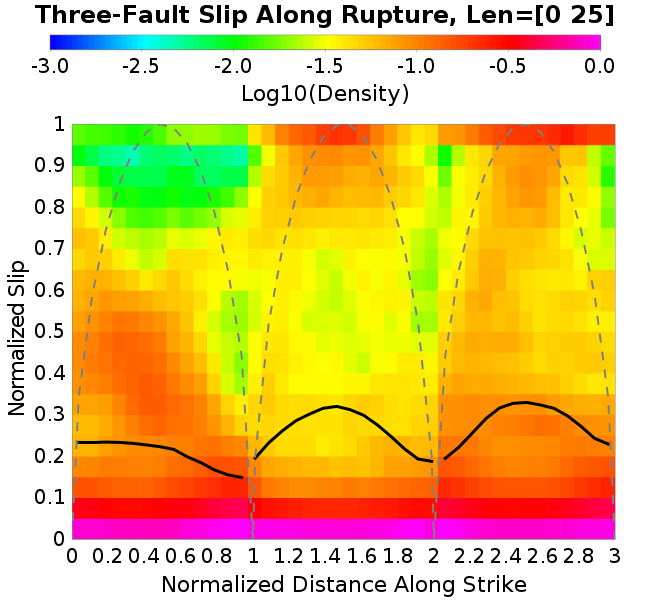 Three-Fault Slip Along Rupture, Len=[0 25]
-3.0 -2.5 -2.0 -1.5 -1.0 -0.5 0.0
Log10(Density)
1
0.9
0.8
0.7
0.6
0.5
0.4
0.3
0.2
0.1
0
Normalized Slip
0 0.2 0.4 0.6 0.8 1 1.2 1.4 1.6 1.8 2 2.2 2.4 2.6 2.8 3
Normalized Distance Along Strike